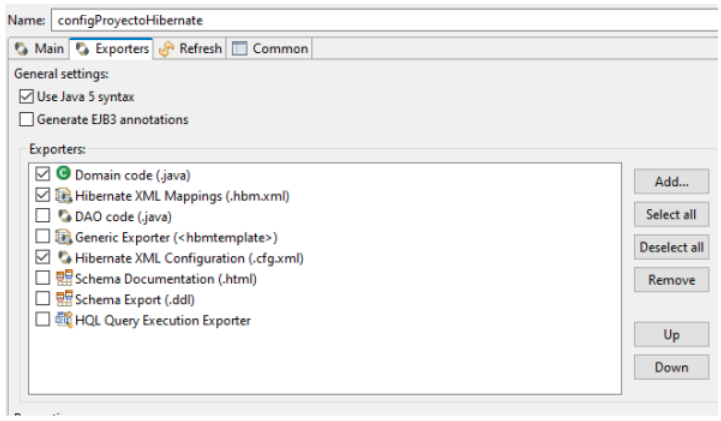 Name: configProyectoHibernate
Main Exporters Refresh Common
General settings:
Use Java 5 syntax
Generate EJB3 annotations
Exporters:
Domain code (.java)
Hibernate XML Mappings (.hbm.xml)
DAO code (.java)
Generic Exporter (<hbmtemplate>)
Hibernate XML Configuration (.cfg.xml)
Schema Documentation (.html)
Schema Export (.ddl)
HQL Query Execution Exporter
Add...
Select all
Deselect all
Remove
Up
Down